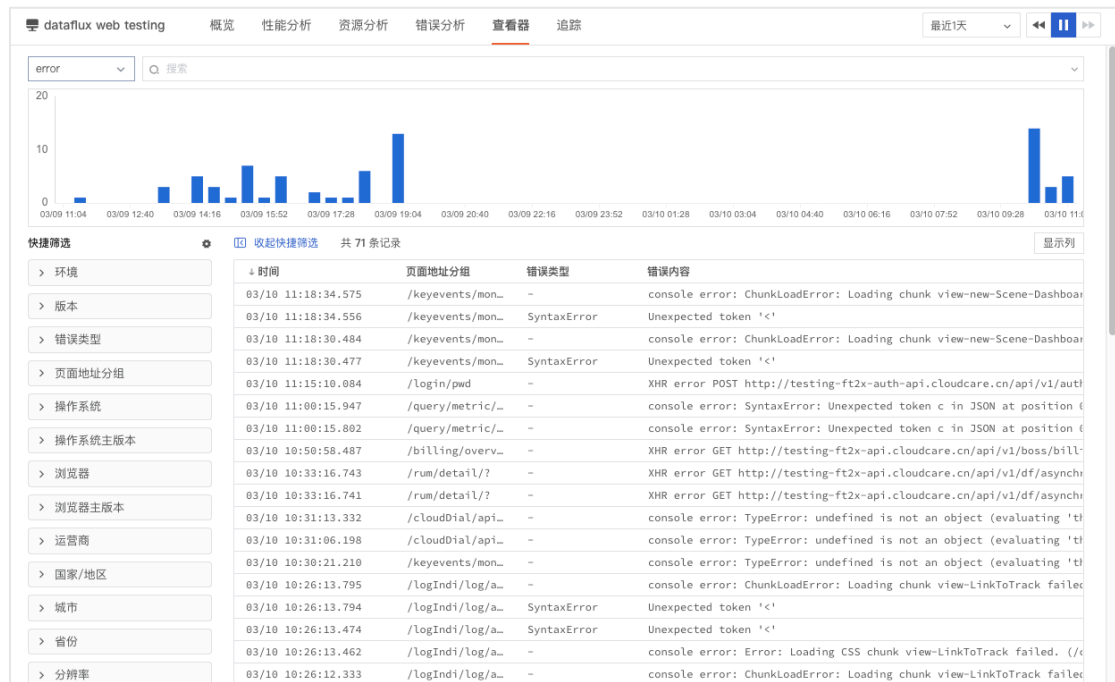 dataflux web testing 概览 性能分析 资源分析 错误分析 查看器 追踪 最近1天
error 搜索
20
10
0
03/09 11:04 03/09 12:40 03/09 14:16 03/09 15:52 03/09 17:28 03/09 19:04 03/09 20:40 03/09 22:16 03/09 23:52 03/10 01:28 03/10 03:04 03/10 04:40 03/10 06:16 03/10 07:52 03/10 09:28 03/10 11:0
快捷筛选 收起快捷筛选 共 71 条记录 显示列
环境
版本
错误类型
页面地址分组
操作系统
操作系统主版本
浏览器
浏览器主版本
运营商
国家/地区
城市
省份
分辨率
↓时间 页面地址分组 错误类型 错误内容
03/10 11:18:34.575 /keyevents/mon… – console error: ChunkLoadError: Loading chunk view-new-Scene-Dashboar
03/10 11:18:34.556 /keyevents/mon… SyntaxError Unexpected token '<'
03/10 11:18:30.484 /keyevents/mon… – console error: ChunkLoadError: Loading chunk view-new-Scene-Dashboar
03/10 11:18:30.477 /keyevents/mon… SyntaxError Unexpected token '<'
03/10 11:15:10.084 /login/pwd – XHR error POST http://testing-ft2x-auth-api.cloudcare.cn/api/v1/auth
03/10 11:00:15.947 /query/metric/… – console error: SyntaxError: Unexpected token c in JSON at position 0
03/10 11:00:15.802 /query/metric/… – console error: SyntaxError: Unexpected token c in JSON at position 0
03/10 10:50:58.487 /billing/overv… – XHR error GET http://testing-ft2x-api.cloudcare.cn/api/v1/boss/bill
03/10 10:33:16.743 /rum/detail/? – XHR error GET http://testing-ft2x-api.cloudcare.cn/api/v1/df/asynch
03/10 10:33:16.741 /rum/detail/? – XHR error GET http://testing-ft2x-api.cloudcare.cn/api/v1/df/asynch
03/10 10:31:13.332 /cloudDial/api… – console error: TypeError: undefined is not an object (evaluating 'th
03/10 10:31:06.198 /cloudDial/api… – console error: TypeError: undefined is not an object (evaluating 'th
03/10 10:30:21.210 /keyevents/mon… – console error: TypeError: undefined is not an object (evaluating 'th
03/10 10:26:13.795 /logIndi/log/a… – console error: ChunkLoadError: Loading chunk view-LinkToTrack failed
03/10 10:26:13.794 /logIndi/log/a… SyntaxError Unexpected token '<'
03/10 10:26:13.474 /logIndi/log/a… SyntaxError Unexpected token '<'
03/10 10:26:13.462 /logIndi/log/a… – console error: Error: Loading CSS chunk view-LinkToTrack failed. (/c
03/10 10:26:12.333 /logIndi/log/a… – console error: ChunkLoadError: Loading chunk view-LinkToTrack failed